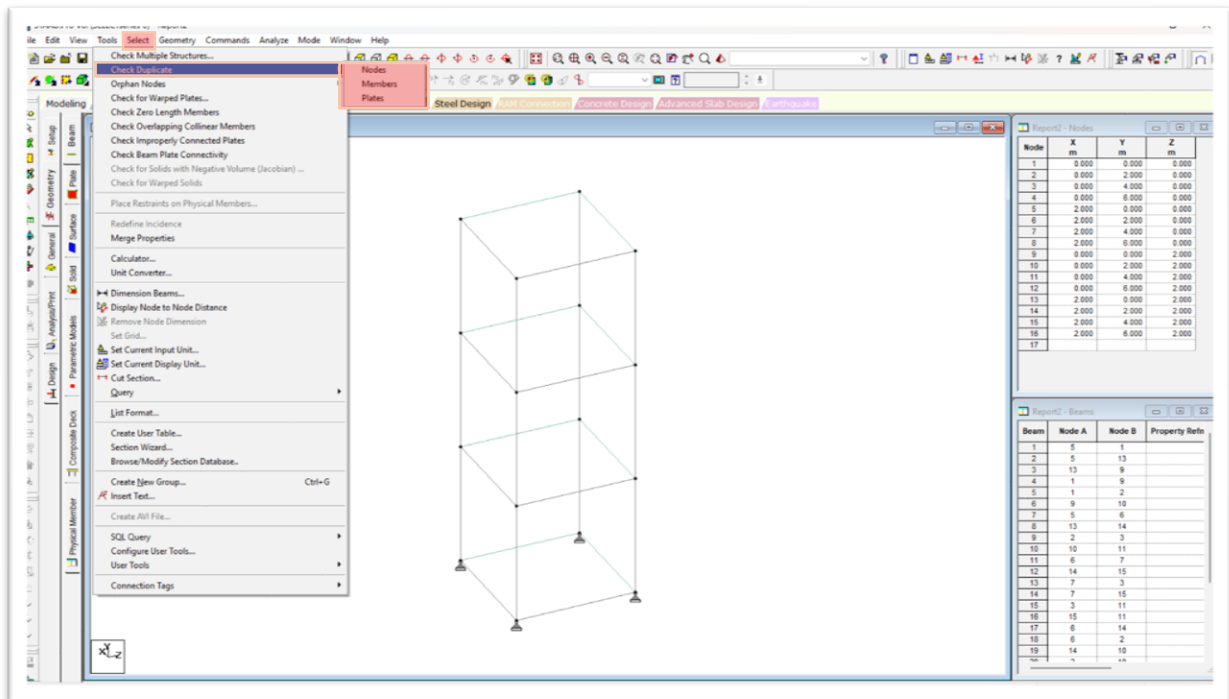 ile Edit View Tools Select Geometry Commands Analyze Mode Window Help
Check Multiple Structures...
Check Duplicate
Nodes
Members
Plates
Orphan Nodes
Check for Warped Plates...
Check Zero Length Members
Check Overlapping Collinear Members
Check Improperly Connected Plates
Check Beam Plate Connectivity
Check for Solids with Negative Volume (Jacobian) ...
Check for Warped Solids
Place Restraints on Physical Members...
Redefine Incidence
Merge Properties
Calculator...
Unit Converter...
Dimension Beams...
Display Node to Node Distance
Remove Node Dimension
Set Grid...
Set Current Input Unit...
Set Current Display Unit...
Cut Section...
Query
List Format...
Create User Table...
Section Wizard...
Browse/Modify Section Database..
Create New Group... Ctrl+G
Insert Text...
Create AVI File...
SQL Query
Configure User Tools...
User Tools
Connection Tags
Modeling
Steel Design RAM Connection Concrete Design Advanced Slab Design Earthquake
Setup
Geometry
General
Analysis/Print
Design
Beam
Plate
Surface
Solid
Parametric Models
Composite Deck
Physical Member
X Y Z
Report2 - Nodes
Node X m Y m Z m
1 0.000 0.000 0.000
2 0.000 2.000 0.000
3 0.000 4.000 0.000
4 0.000 6.000 0.000
5 2.000 0.000 0.000
6 2.000 2.000 0.000
7 2.000 4.000 0.000
8 2.000 6.000 0.000
9 0.000 0.000 2.000
10 0.000 2.000 2.000
11 0.000 4.000 2.000
12 0.000 6.000 2.000
13 2.000 0.000 2.000
14 2.000 2.000 2.000
15 2.000 4.000 2.000
16 2.000 6.000 2.000
17
Report2 - Beams
Beam Node A Node B Property Refn
1 5 1
2 5 13
3 13 9
4 1 9
5 1 2
6 9 10
7 5 6
8 13 14
9 2 3
10 10 11
11 6 7
12 14 15
13 7 3
14 7 15
15 3 11
16 15 11
17 6 14
18 6 2
19 14 10